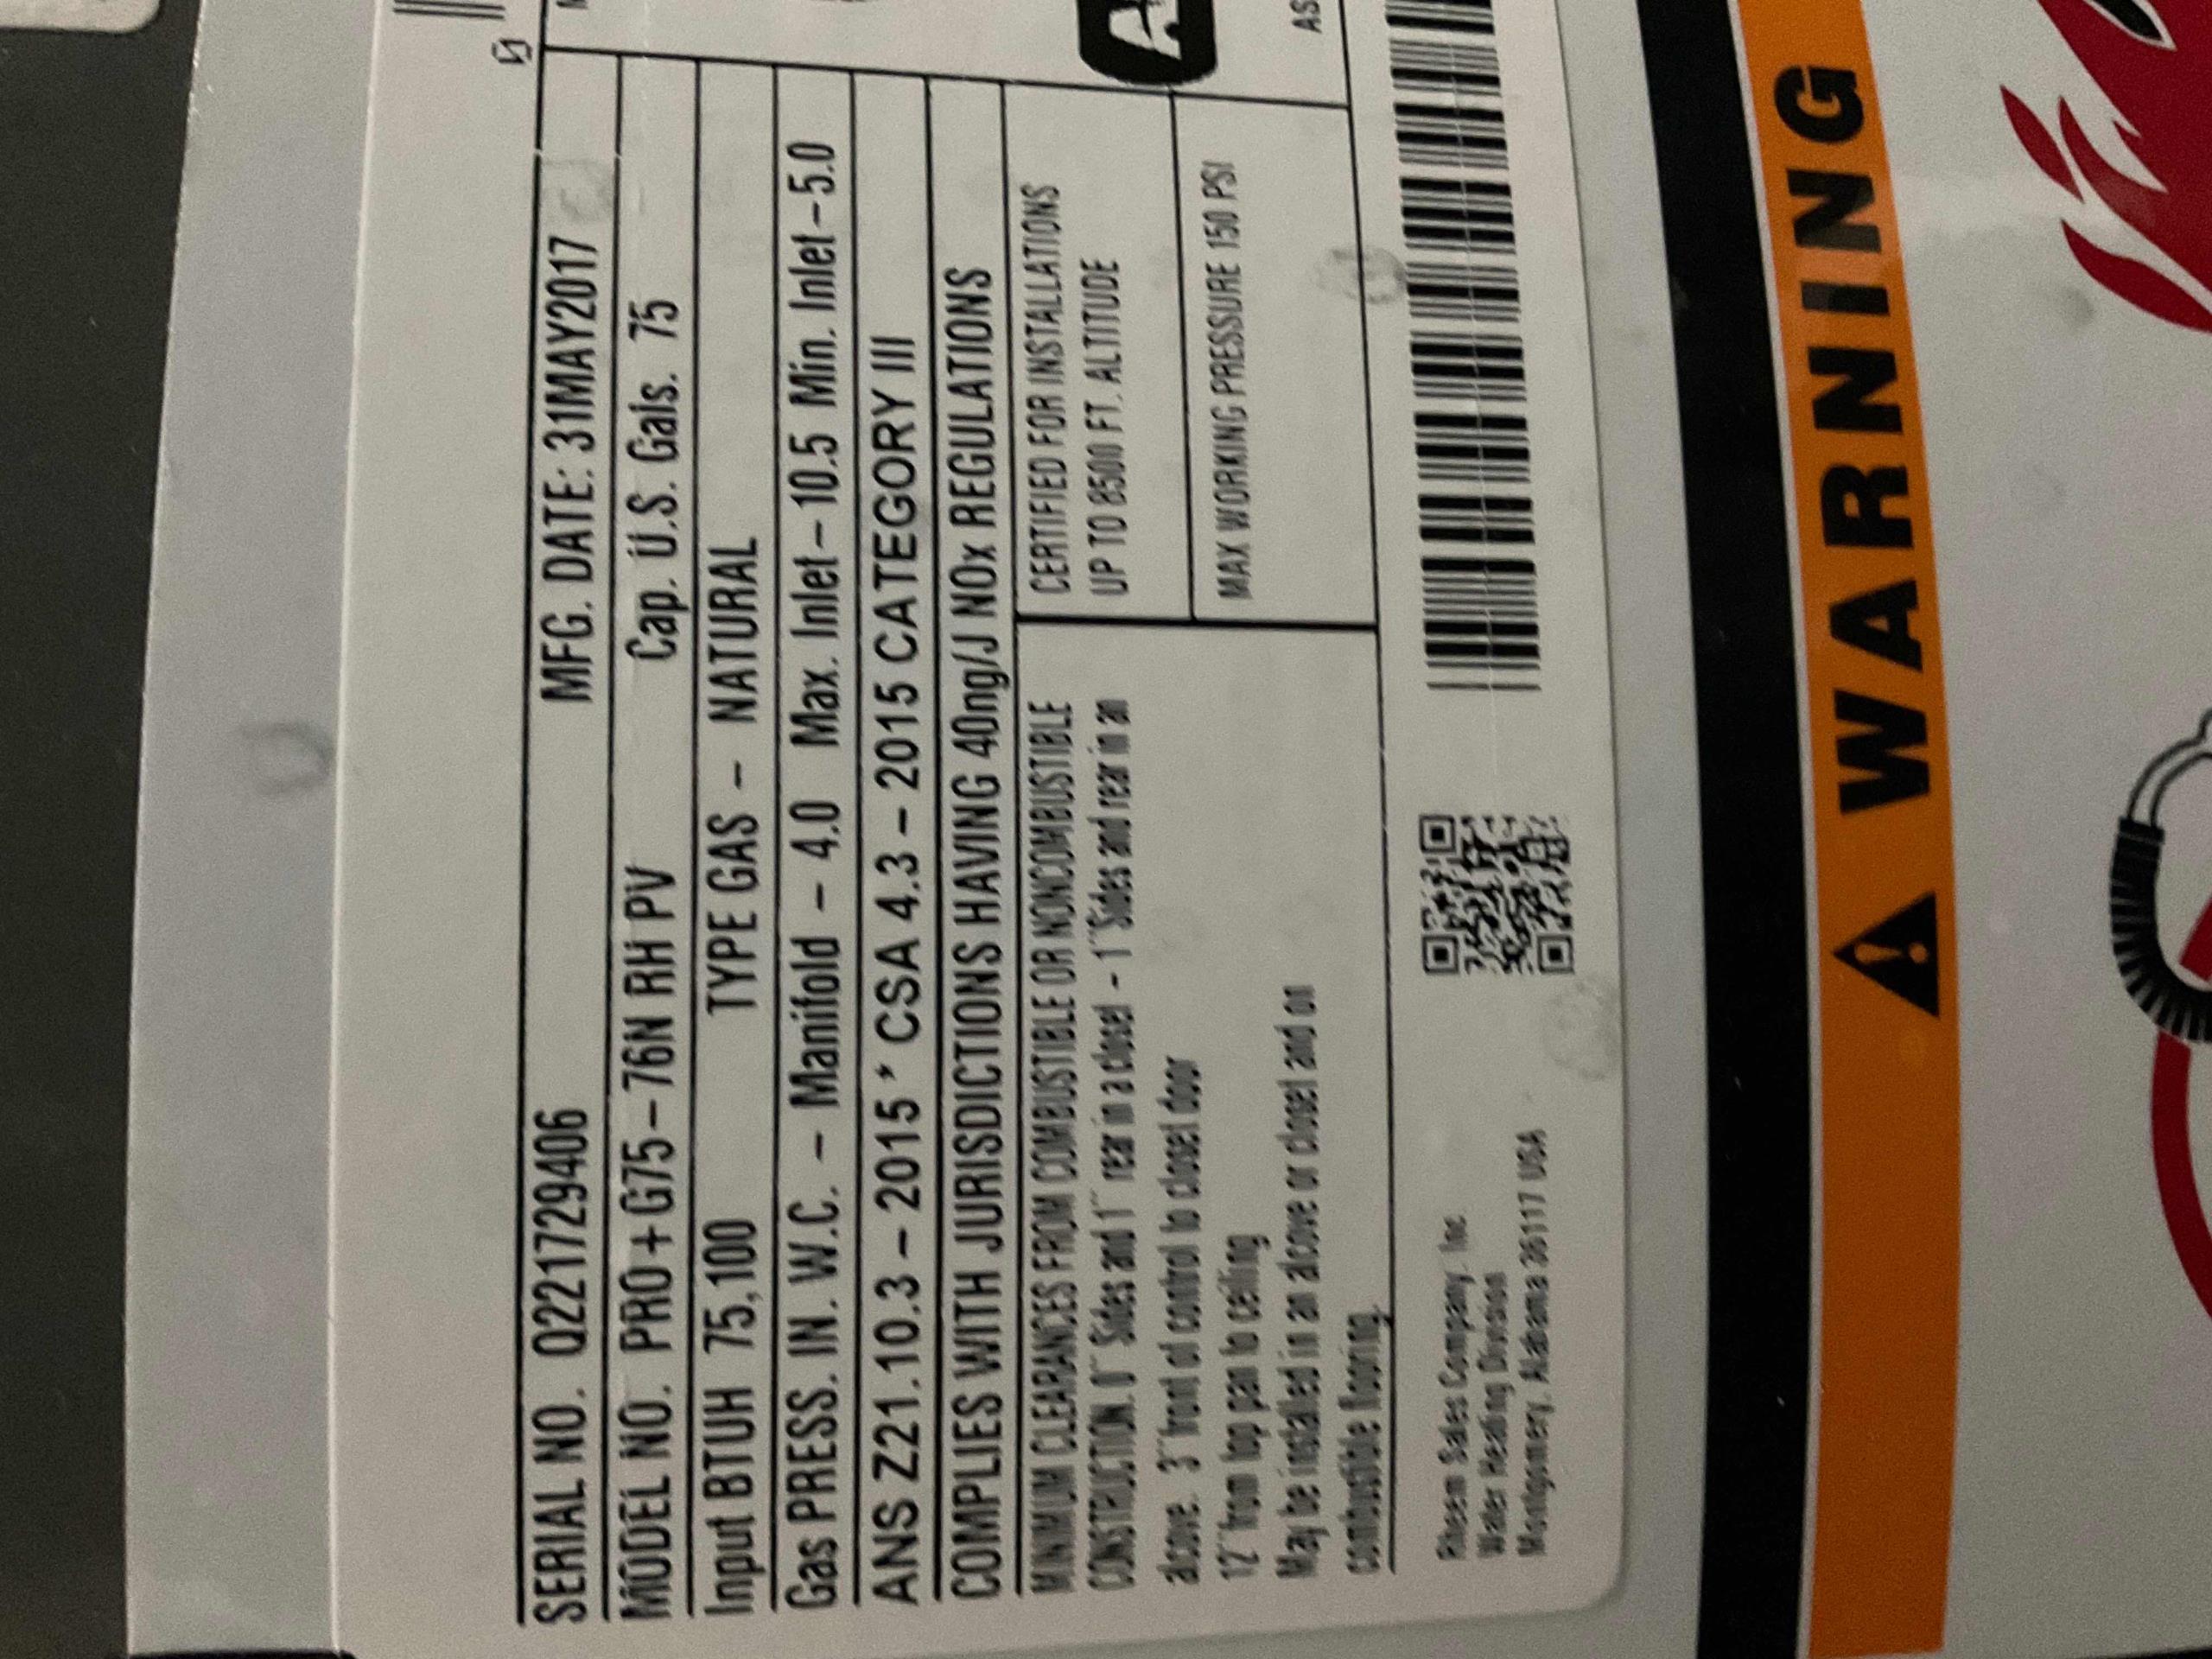 SERIAL NO. Q221729406 MFG. DATE: 31MAY2017
MODEL NO. PRO+G75-76N RH PV Cap. U.S. Gals. 75
Input BTUH 75,100 TYPE GAS - NATURAL
Gas PRESS. IN. W.C. - Manifold - 4.0 Max. Inlet-10.5 Min. Inlet-5.0
ANS Z21.10.3 - 2015 * CSA 4.3 - 2015 CATEGORY III
COMPLIES WITH JURISDICTIONS HAVING 40ng/J NOx REGULATIONS
MINIMUM CLEARANCES FROM COMBUSTIBLE OR NONCOMBUSTIBLE
CONSTRUCTION. 0" Sides and 1" rear in a closet - 1" Sides and rear in an
alcove. 3" front of control to closet door
12" from top pan to ceiling
May be installed in an alcove or closet and on
combustible flooring.
CERTIFIED FOR INSTALLATIONS
UP TO 8500 FT. ALTITUDE
MAX WORKING PRESSURE 150 PSI
AS
Rheem Sales Company, Inc
Water Heating Division
Montgomery, Alabama 36117 USA
WARNING